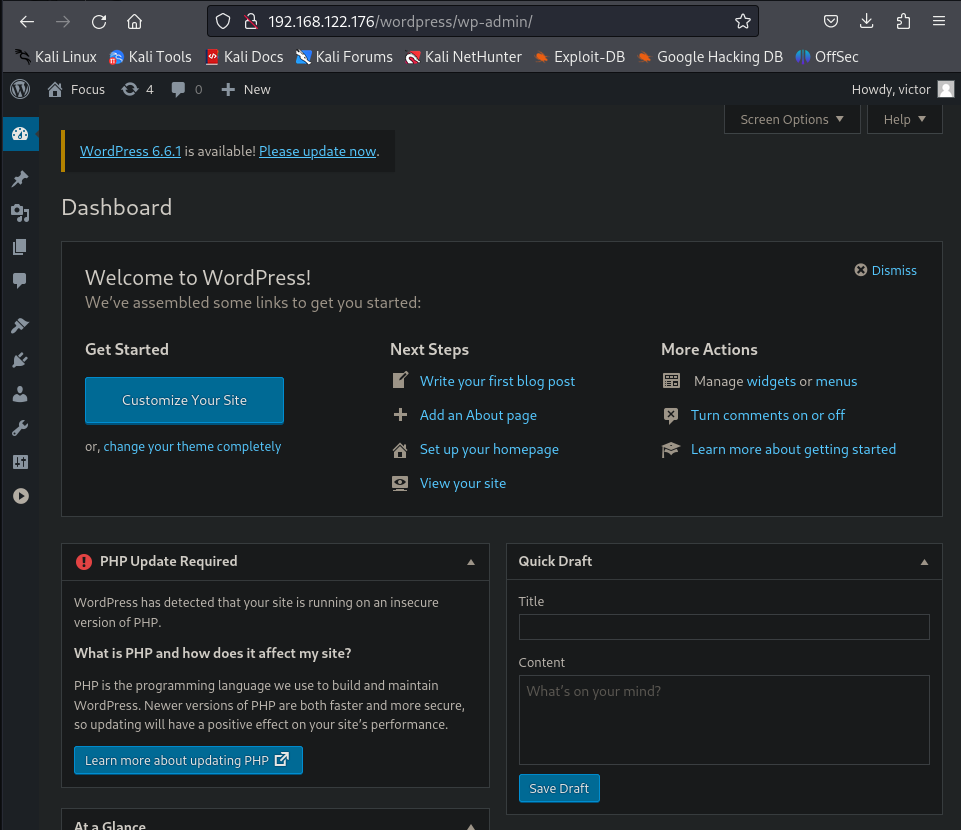 192.168.122.176/wordpress/wp-admin/
Kali Linux Kali Tools Kali Docs Kali Forums Kali NetHunter Exploit-DB Google Hacking DB OffSec
Focus 4 0 New Howdy, victor
Screen Options Help
WordPress 6.6.1 is available! Please update now.
Dashboard
Welcome to WordPress!
Dismiss
We've assembled some links to get you started:
Get Started
Customize Your Site
or, change your theme completely
Next Steps
Write your first blog post
Add an About page
Set up your homepage
View your site
More Actions
Manage widgets or menus
Turn comments on or off
Learn more about getting started
PHP Update Required
WordPress has detected that your site is running on an insecure
version of PHP.
What is PHP and how does it affect my site?
PHP is the programming language we use to build and maintain
WordPress. Newer versions of PHP are both faster and more secure,
so updating will have a positive effect on your site's performance.
Learn more about updating PHP
At a Glance
Quick Draft
Title
Content
What's on your mind?
Save Draft